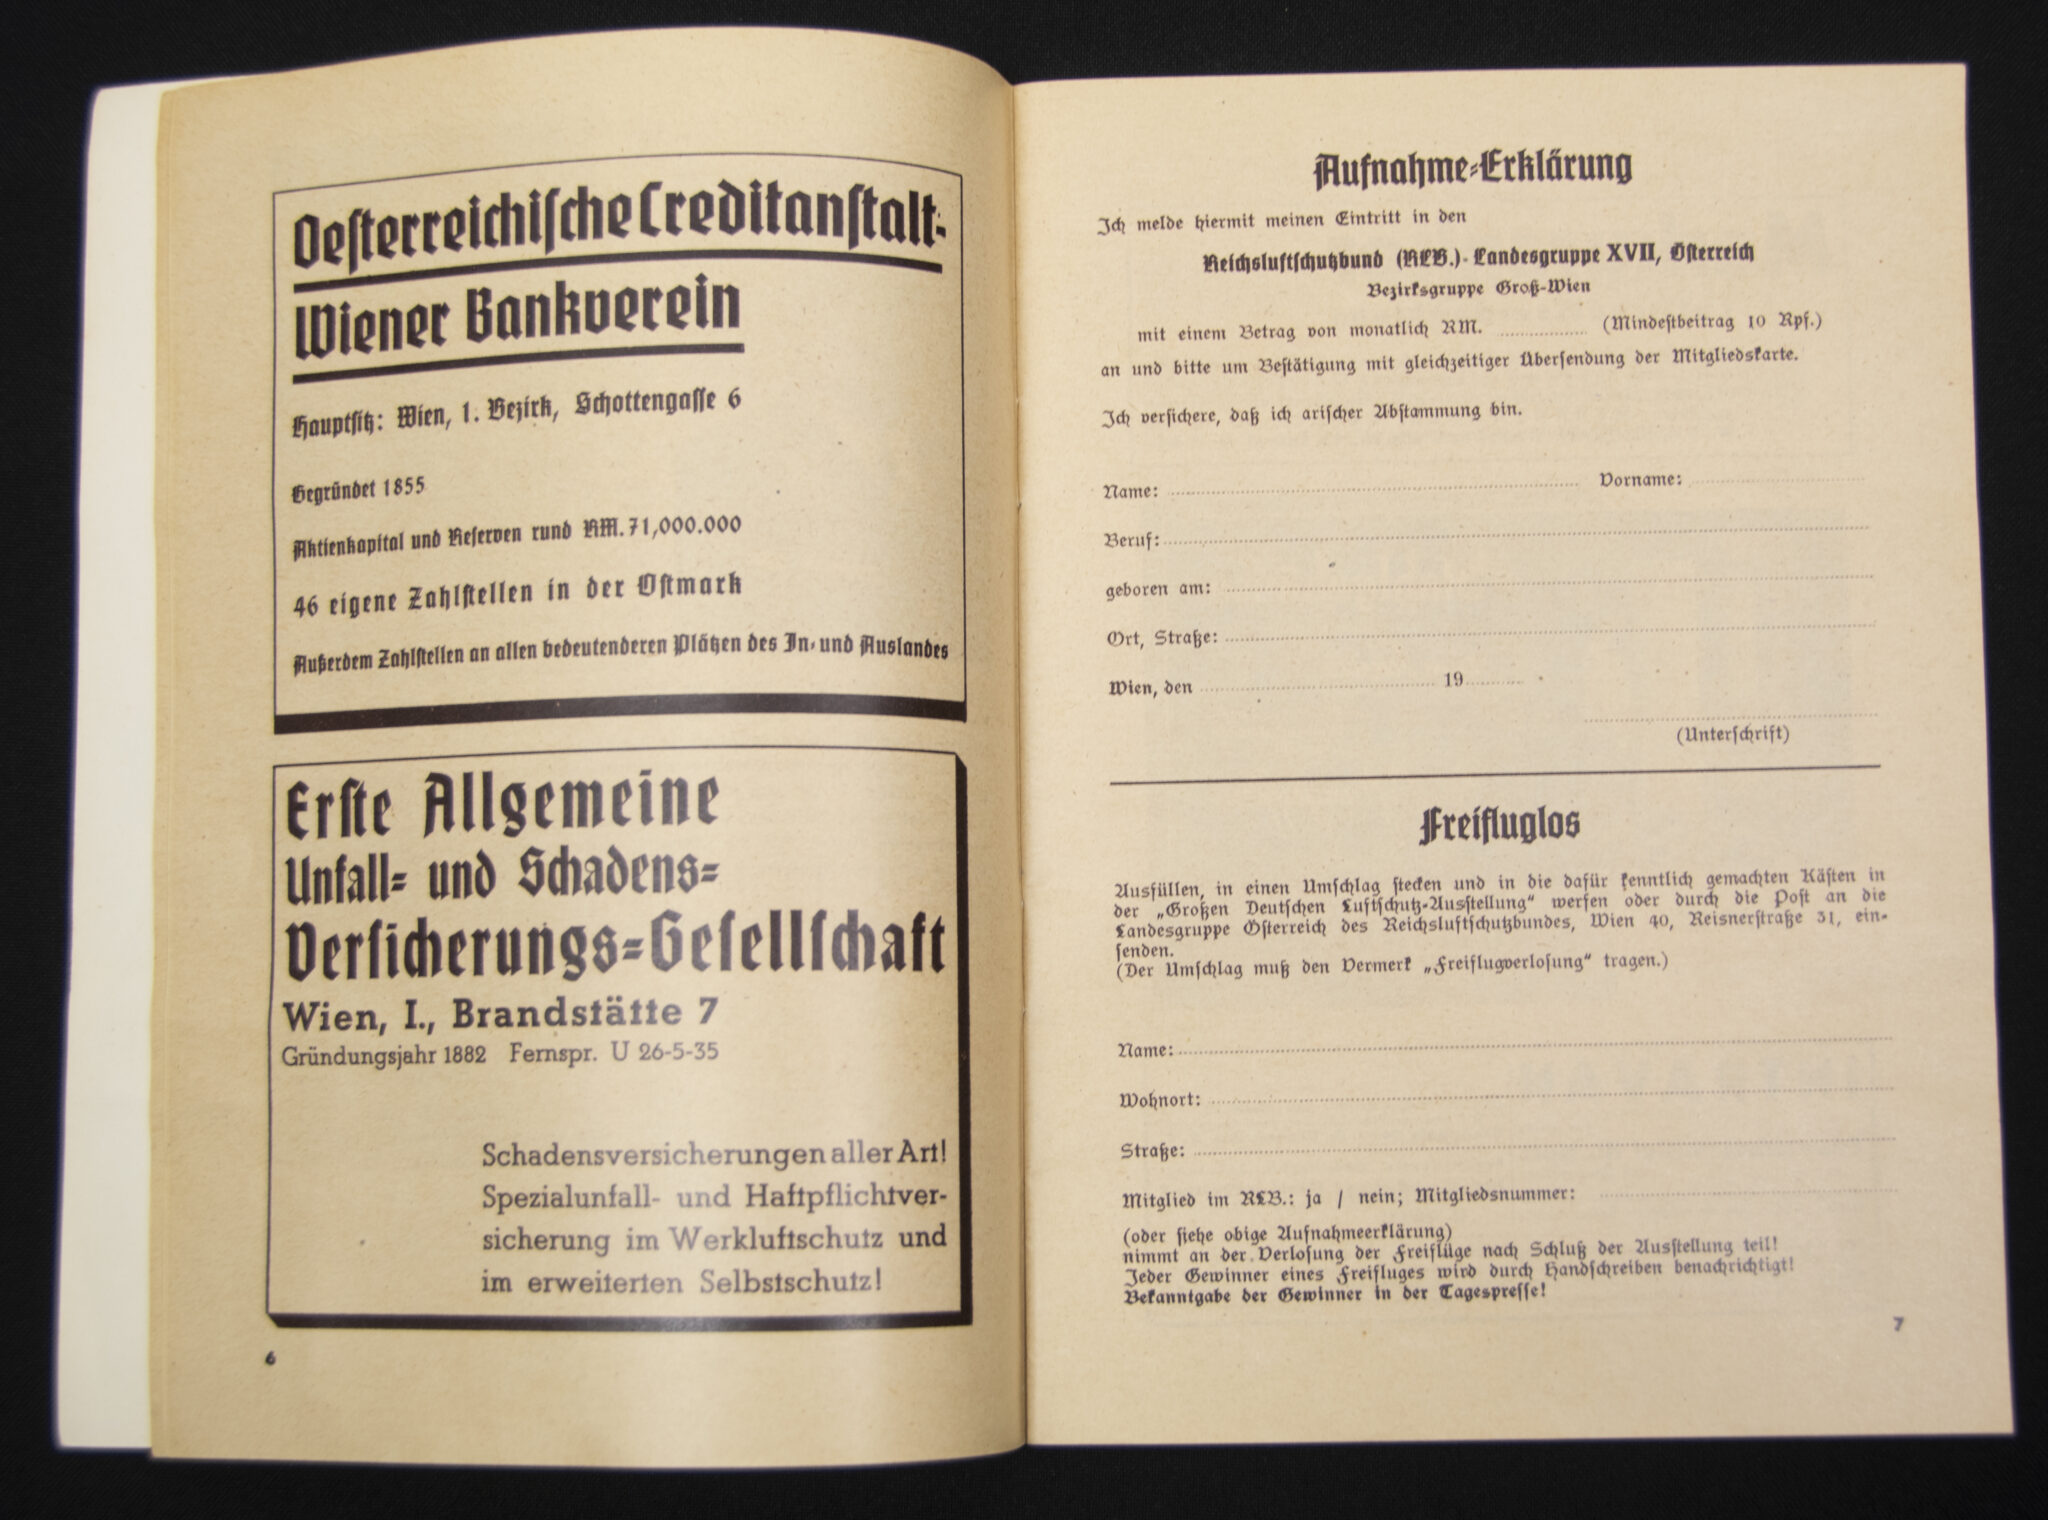 Oesterreichische Creditanstalt-
Wiener Bankverein
Hauptsitz: Wien, 1. Bezirk, Schottengasse 6
Gegründet 1855
Aktienkapital und Reserven rund RM. 71,000.000
46 eigene Zahlstellen in der Ostmark
Außerdem Zahlstellen an allen bedeutenderen Plätzen des In- und Auslandes
Erste Allgemeine
Unfall- und Schadens-
Versicherungs-Gesellschaft
Wien, I., Brandstätte 7
Gründungsjahr 1882 Fernspr. U 26-5-35
Schadensversicherungen aller Art!
Spezialunfall- und Haftpflichtver-
sicherung im Werkluftschutz und
im erweiterten Selbstschutz!
6
Aufnahme-Erklärung
Ich melde hiermit meinen Eintritt in den
Reichsluftschutzbund (RLB.)- Landesgruppe XVII, Österreich
Bezirksgruppe Groß-Wien
mit einem Betrag von monatlich RM. (Mindestbeitrag 10 Rpf.)
an und bitte um Bestätigung mit gleichzeitiger Übersendung der Mitgliedskarte.
Ich versichere, daß ich arischer Abstammung bin.
Name: Vorname:
Beruf:
geboren am:
Ort, Straße:
Wien, den 19
(Unterschrift)
Freifluglos
Ausfüllen, in einen Umschlag stecken und in die dafür kenntlich gemachten Kästen in
der „Großen Deutschen Luftschutz-Ausstellung" werfen oder durch die Post an die
Landesgruppe Österreich des Reichsluftschutzbundes, Wien 40, Reisnerstraße 31, ein-
senden.
(Der Umschlag muß den Vermerk „Freiflugverlosung" tragen.)
Name:
Wohnort:
Straße:
Mitglied im RLB.: ja / nein; Mitgliedsnummer:
(oder siehe obige Aufnahmeerklärung)
nimmt an der Verlosung der Freiflüge nach Schluß der Ausstellung teil!
Jeder Gewinner eines Freifluges wird durch Handschreiben benachrichtigt!
Bekanntgabe der Gewinner in der Tagespresse!
7